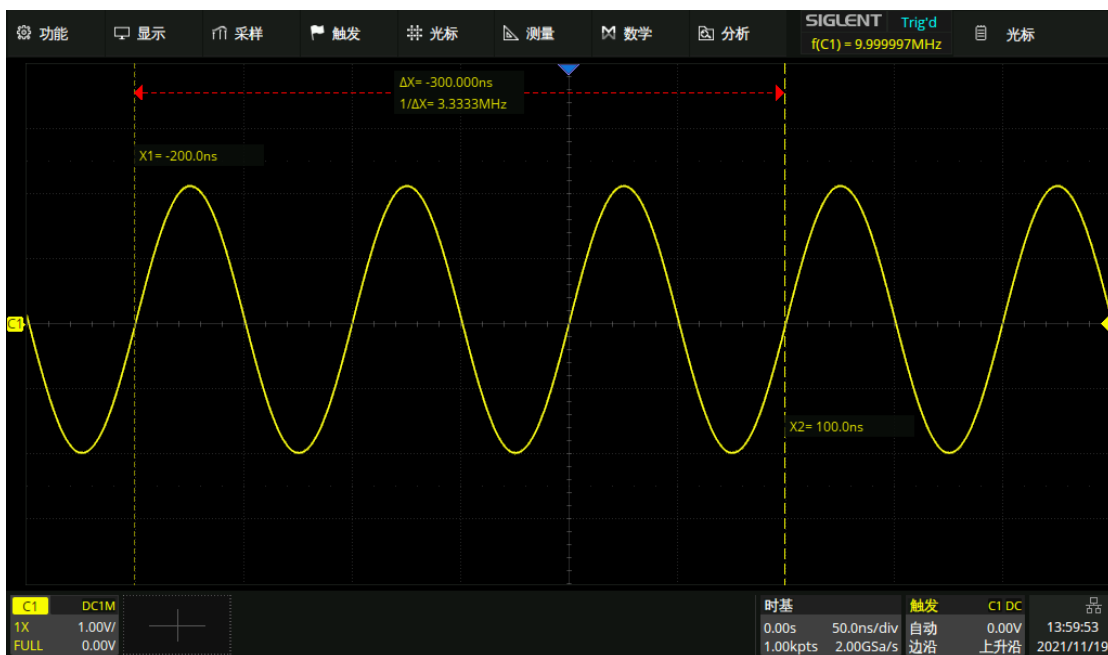 功能 显示 采样 触发 光标 测量 数学 分析 SIGLENT Trig'd 光标
f(C1) = 9.999997MHz
ΔX= -300.000ns
1/ΔX= 3.3333MHz
X1= -200.0ns
C1
X2= 100.0ns
C1 DC1M 时基 触发 C1 DC
1X 1.00V/ 0.00s 50.0ns/div 自动 0.00V 13:59:53
FULL 0.00V 1.00kpts 2.00GSa/s 边沿 上升沿 2021/11/19